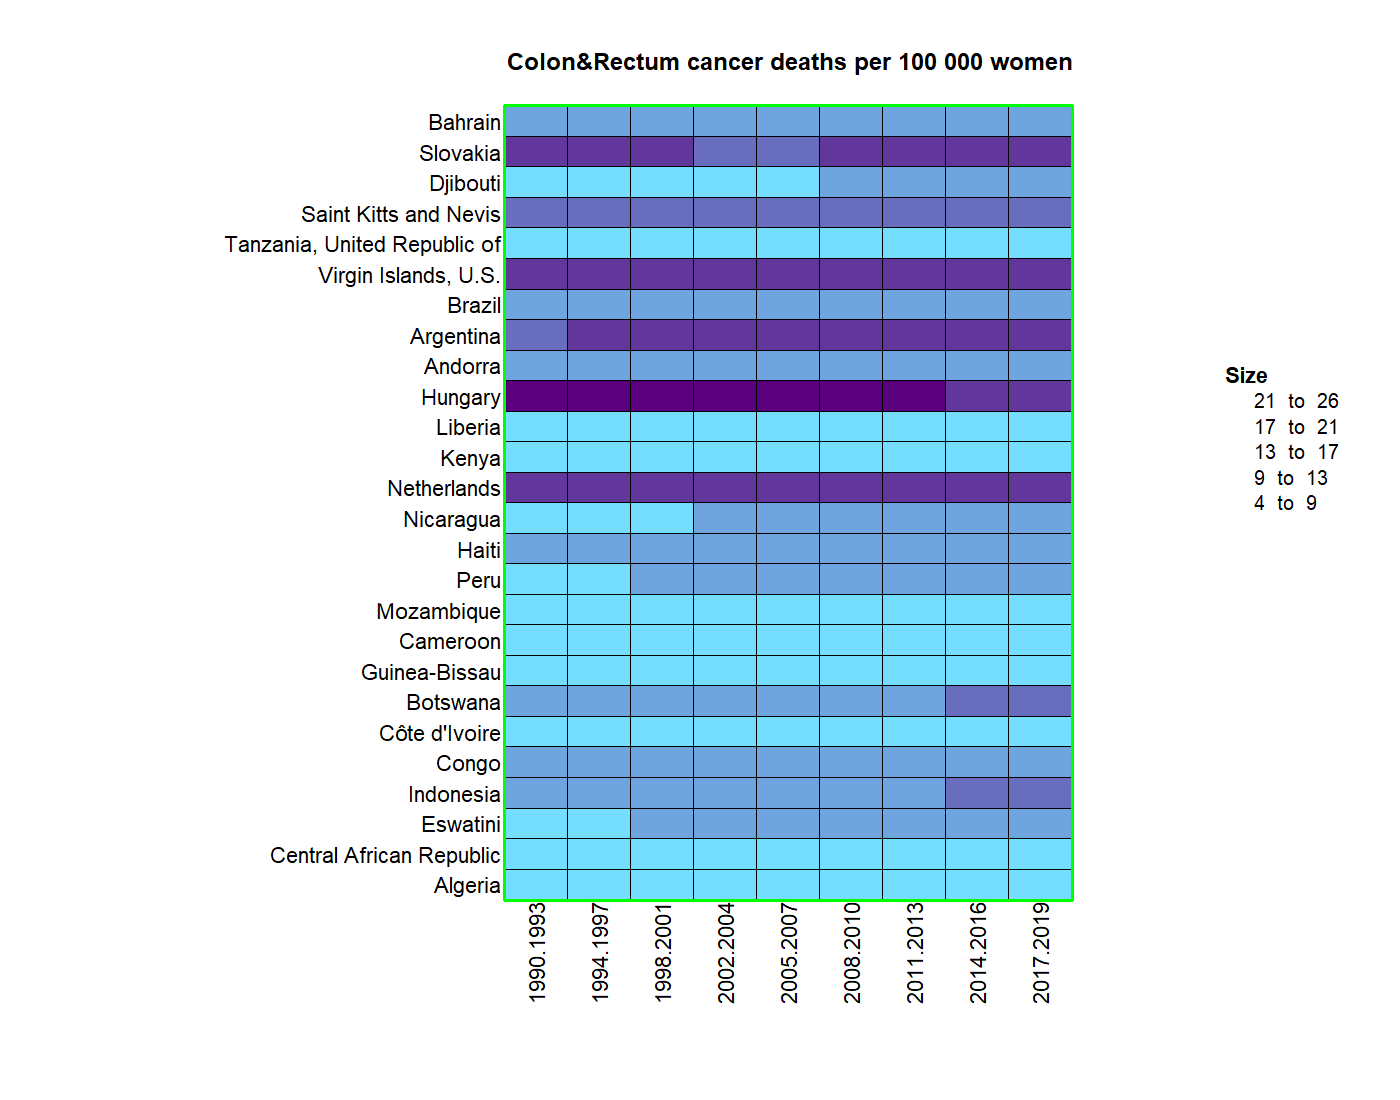 Colon&Rectum cancer deaths per 100 000 women
Bahrain
Slovakia
Djibouti
Saint Kitts and Nevis
Tanzania, United Republic of
Virgin Islands, U.S.
Brazil
Argentina
Andorra
Hungary
Liberia
Kenya
Netherlands
Nicaragua
Haiti
Peru
Mozambique
Cameroon
Guinea-Bissau
Botswana
Côte d'Ivoire
Congo
Indonesia
Eswatini
Central African Republic
Algeria
1990.1993
1994.1997
1998.2001
2002.2004
2005.2007
2008.2010
2011.2013
2014.2016
2017.2019
Size
21 to 26
17 to 21
13 to 17
9 to 13
4 to 9